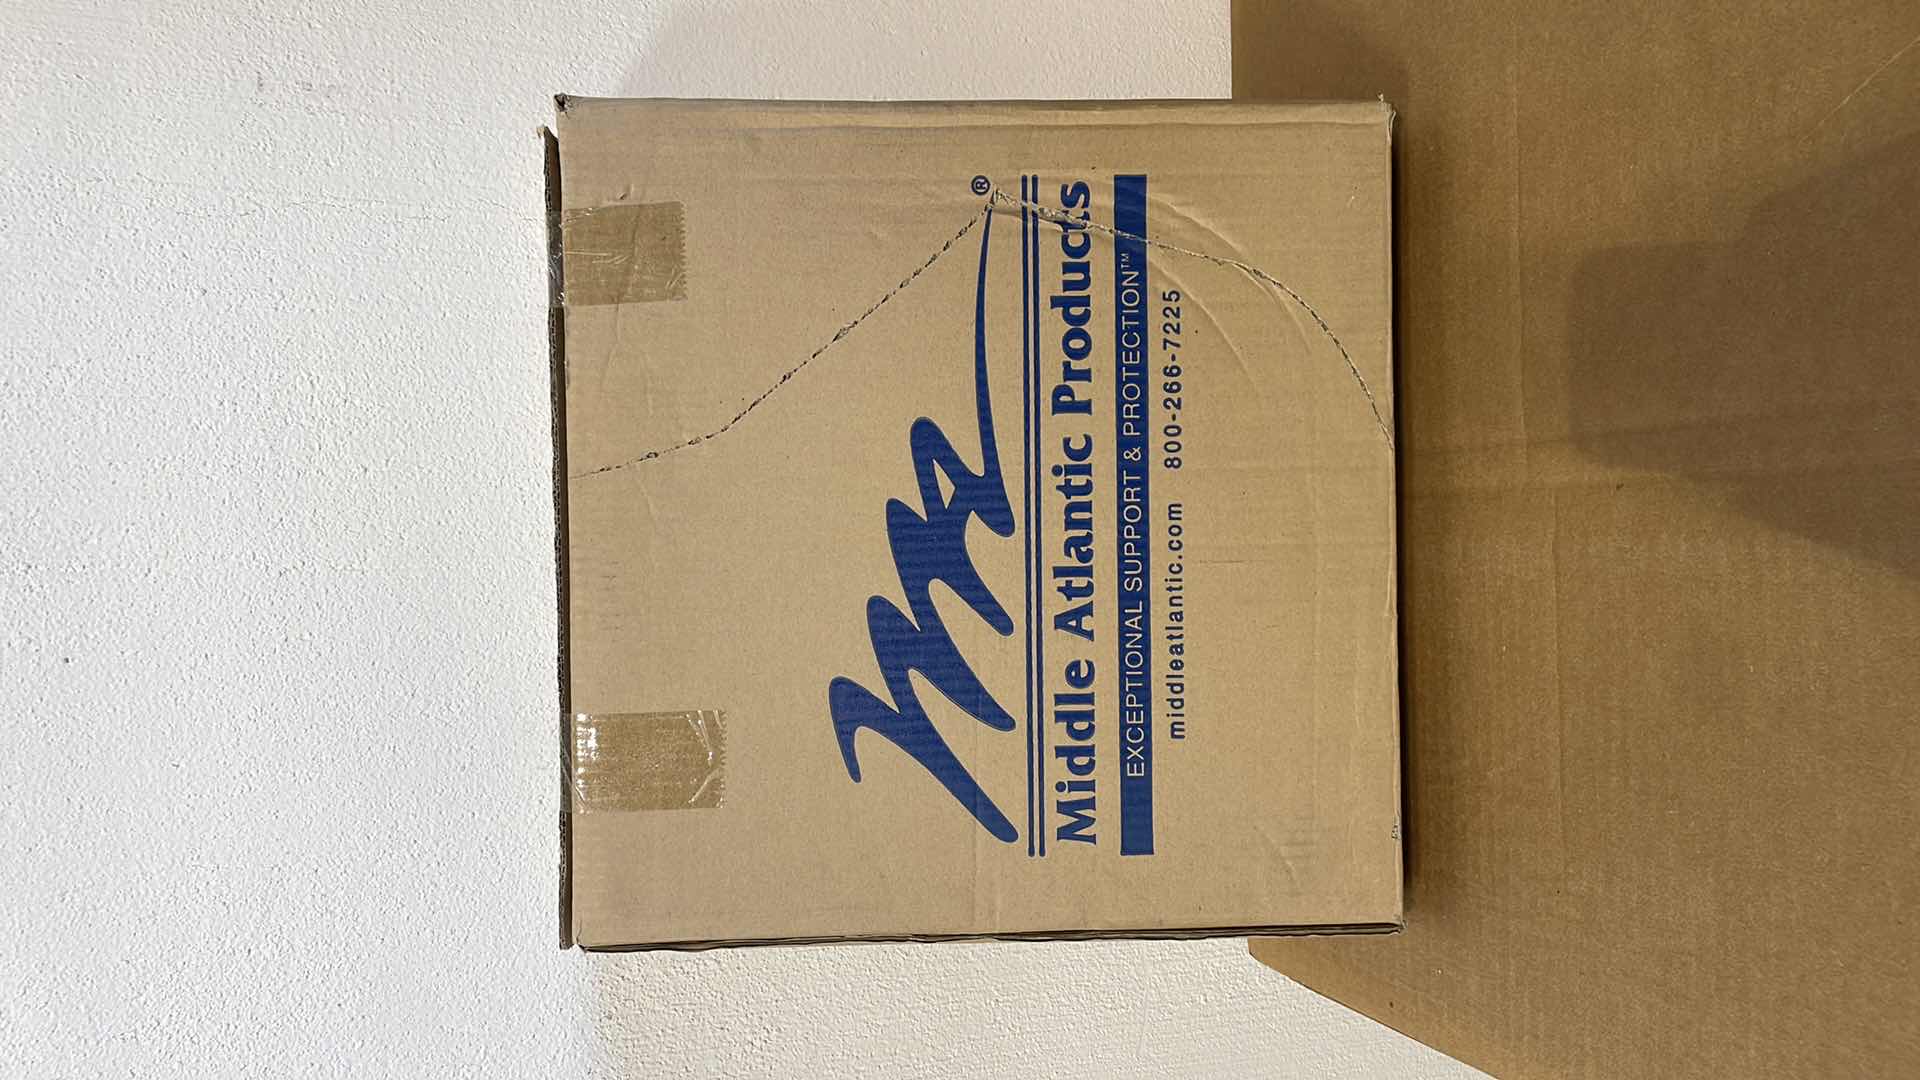 ®
Middle Atlantic Products
EXCEPTIONAL SUPPORT & PROTECTION™
middleatlantic.com 800-266-7225